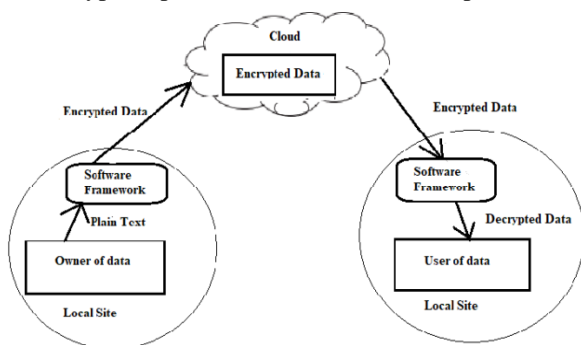 Cloud
Encrypted Data
Encrypted Data
Encrypted Data
Software
Framework
Plain Text
Owner of data
Local Site
Software
Framework
Decrypted Data
User of data
Local Site